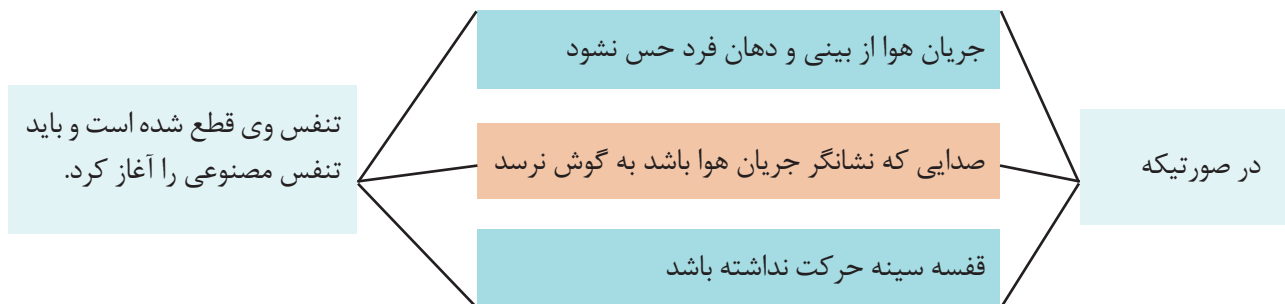 در صورتیکه
جریان هوا از بینی و دهان فرد حس نشود
صدایی که نشانگر جریان هوا باشد به گوش نرسد
قفسه سینه حرکت نداشته باشد
تنفس وی قطع شده است و باید
تنفس مصنوعی را آغاز کرد.